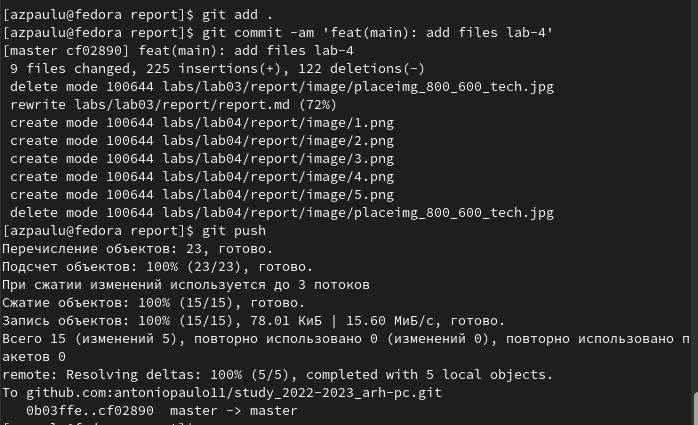 [azpaulu@fedora report]$ git add .
[azpaulu@fedora report]$ git commit -am 'feat(main): add files lab-4'
[master cf02890] feat(main): add files lab-4
 9 files changed, 225 insertions(+), 122 deletions(-)
 delete mode 100644 labs/lab03/report/image/placeimg_800_600_tech.jpg
 rewrite labs/lab03/report/report.md (72%)
 create mode 100644 labs/lab04/report/image/1.png
 create mode 100644 labs/lab04/report/image/2.png
 create mode 100644 labs/lab04/report/image/3.png
 create mode 100644 labs/lab04/report/image/4.png
 create mode 100644 labs/lab04/report/image/5.png
 delete mode 100644 labs/lab04/report/image/placeimg_800_600_tech.jpg
[azpaulu@fedora report]$ git push
Перечисление объектов: 23, готово.
Подсчет объектов: 100% (23/23), готово.
При сжатии изменений используется до 3 потоков
Сжатие объектов: 100% (15/15), готово.
Запись объектов: 100% (15/15), 78.01 КиБ | 15.60 МиБ/с, готово.
Всего 15 (изменений 5), повторно использовано 0 (изменений 0), повторно использовано п
акетов 0
remote: Resolving deltas: 100% (5/5), completed with 5 local objects.
To github.com:antoniopaulo11/study_2022-2023_arh-pc.git
   0b03ffe..cf02890  master -> master